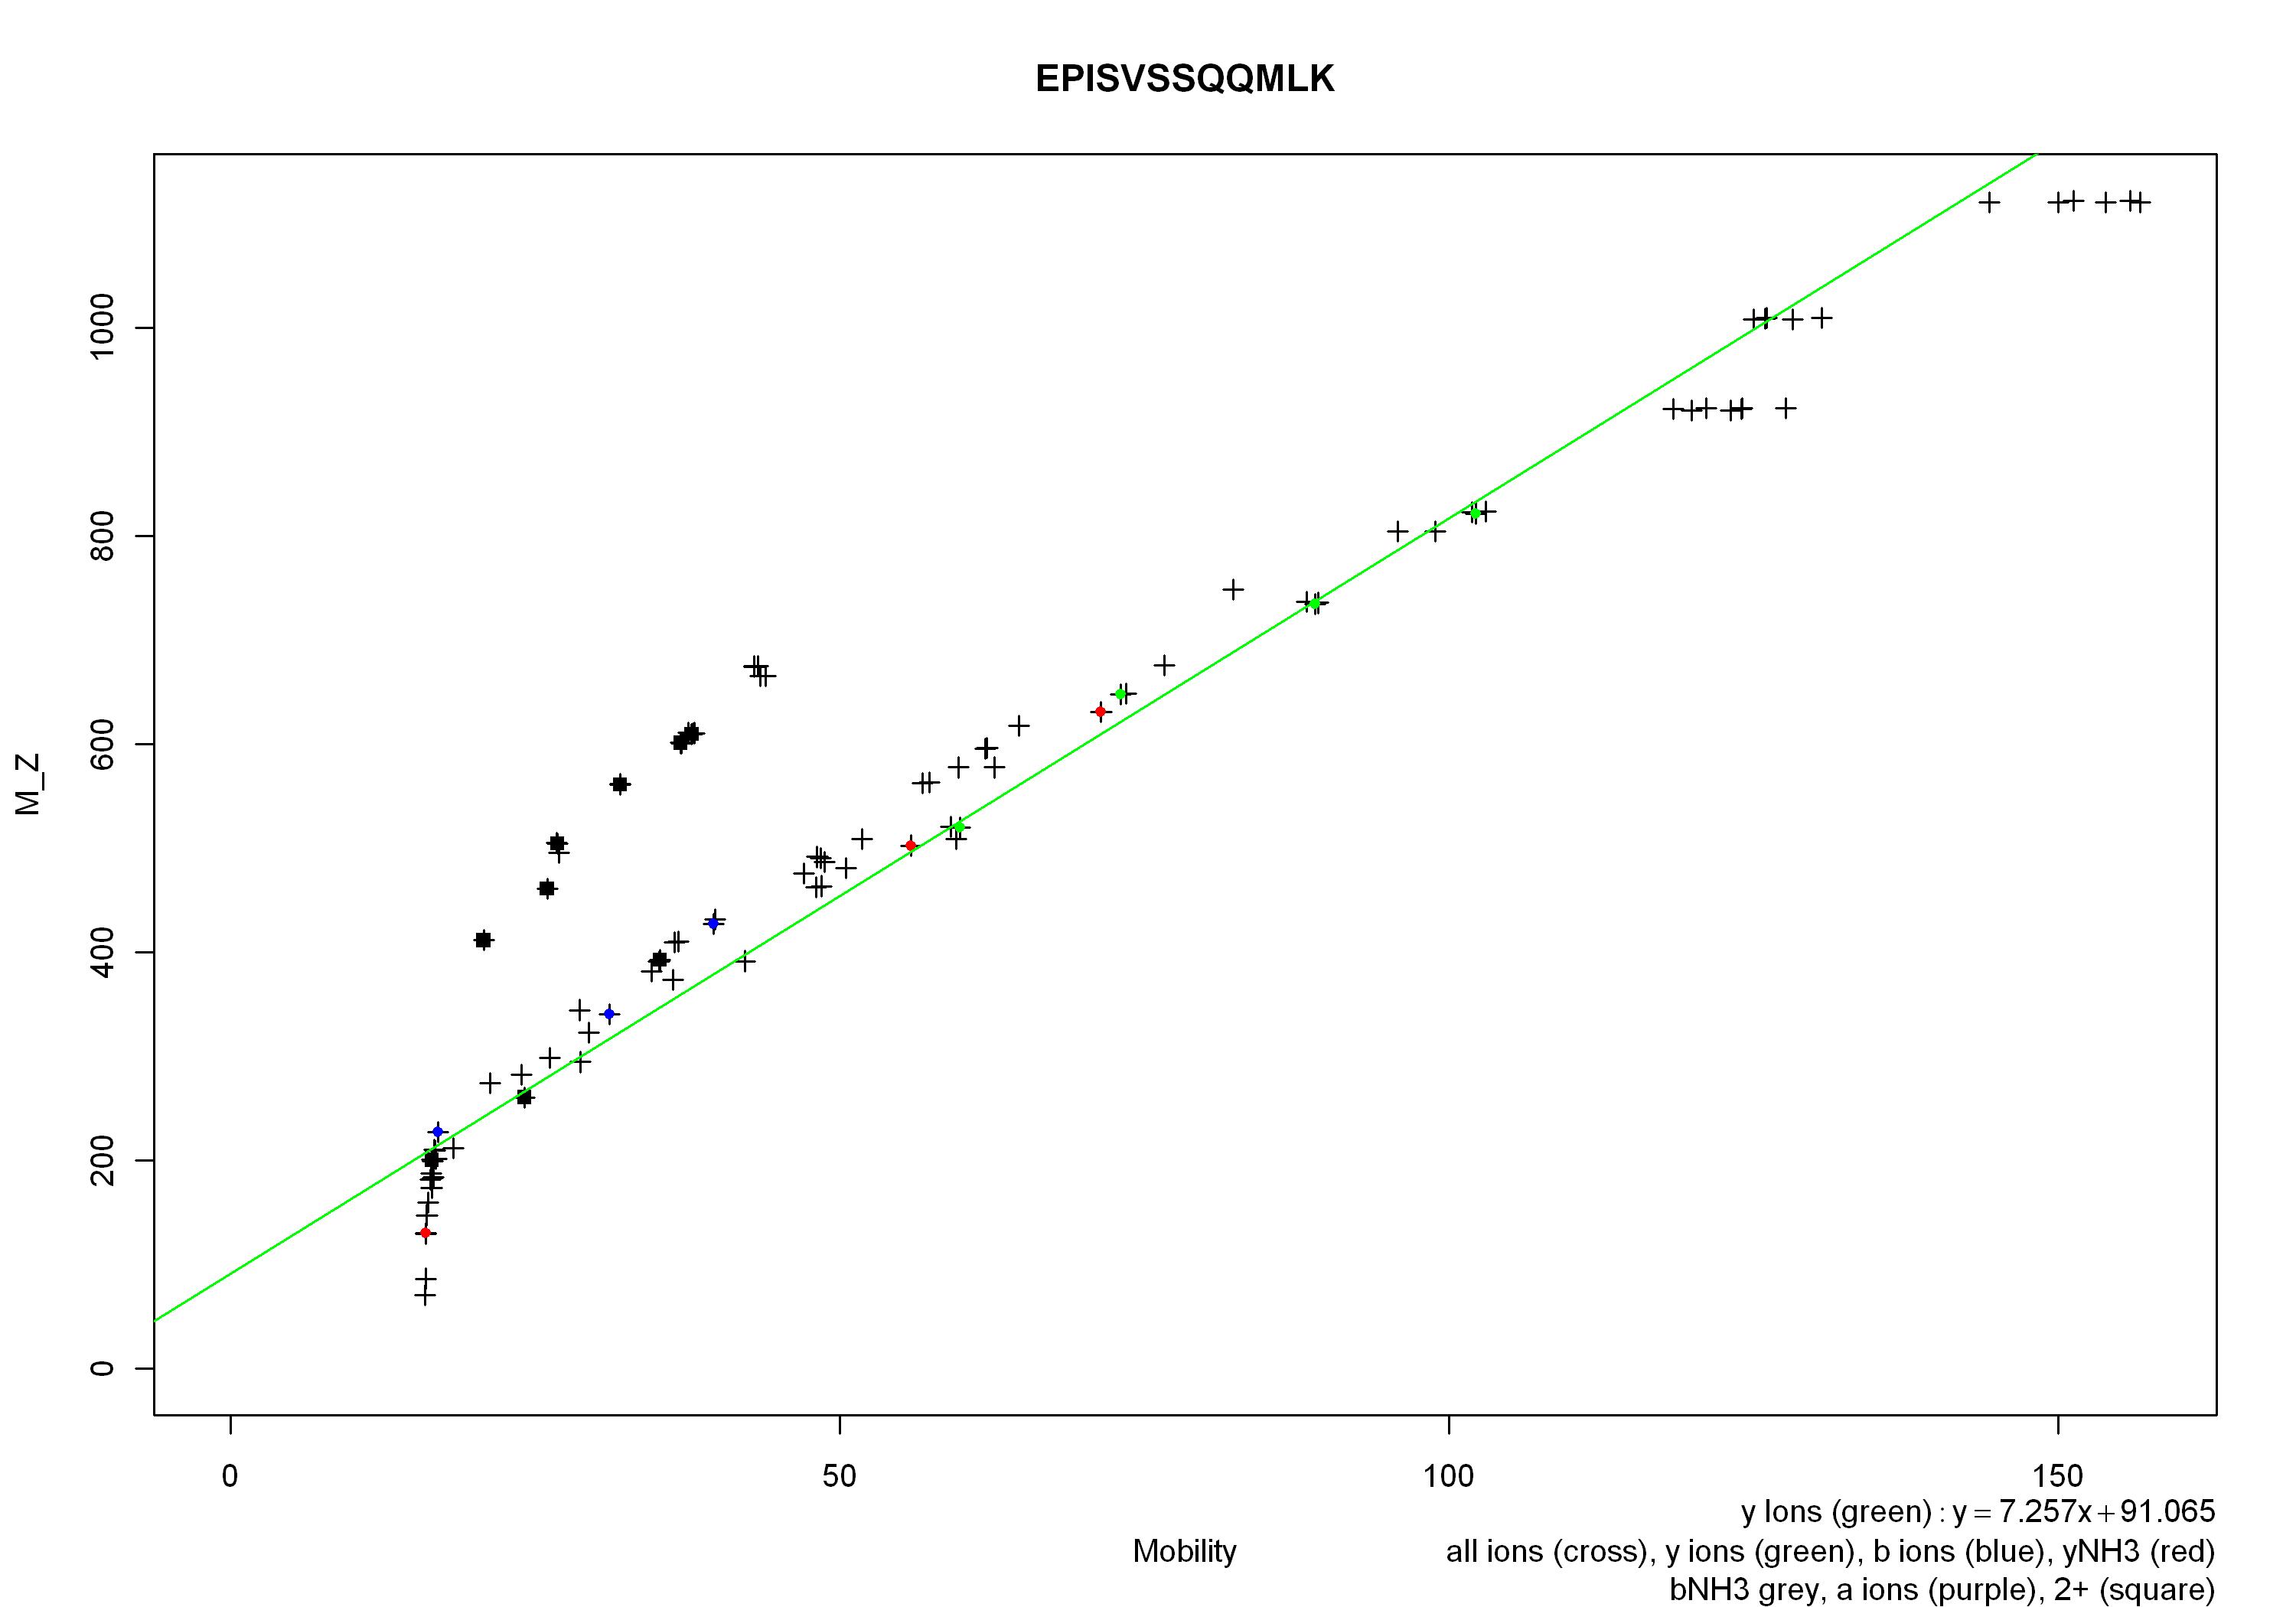 EPISVSSQQMLK
1000
800
600
400
200
0
M_Z
0 50 100 150
y Ions (green) : y = 7.257x + 91.065
Mobility all ions (cross), y ions (green), b ions (blue), yNH3 (red)
bNH3 grey, a ions (purple), 2+ (square)